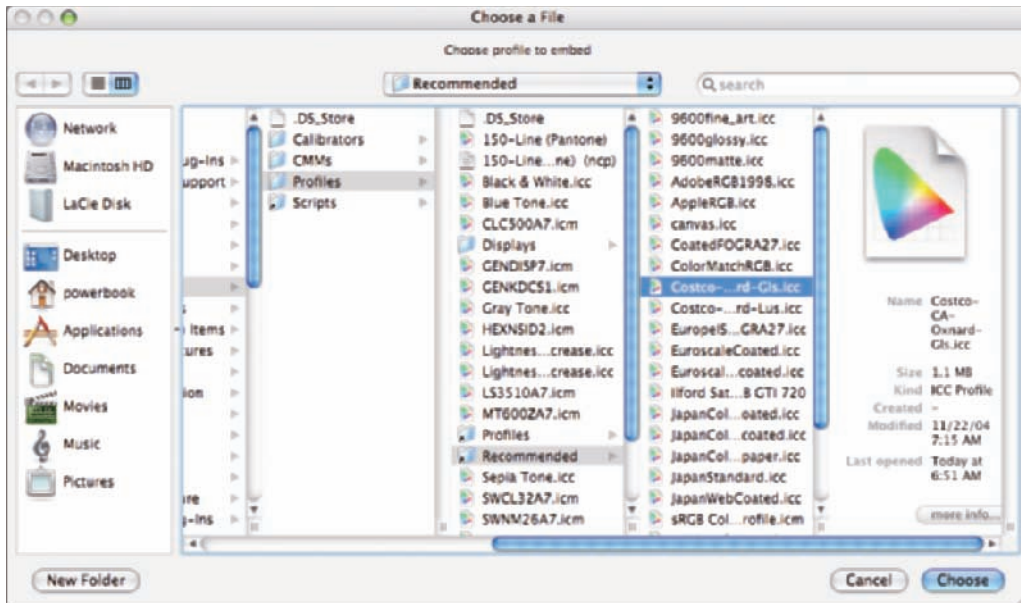 Choose a File
Choose profile to embed
Recommended
search
Network
Macintosh HD
LaCie Disk
Desktop
powerbook
Applications
Documents
Movies
Music
Pictures
ug-Ins
upport
Items
tures
ion
re
g-Ins
.DS_Store
Calibrators
CMMs
Profiles
Scripts
.DS_Store
150-Line (Pantone)
150-Line...ne) (ncp)
Black & White.icc
Blue Tone.icc
CLC500A7.icm
Displays
GENDISP7.icm
GENKDCS1.icm
Gray Tone.icc
HEXNSID2.icm
Lightnes...crease.icc
Lightnes...crease.icc
LS3510A7.icm
MT600ZA7.icm
Profiles
Recommended
Sepia Tone.icc
SWCL32A7.icm
SWNM26A7.icm
9600fine_art.icc
9600glossy.icc
9600matte.icc
AdobeRGB1998.icc
AppleRGB.icc
canvas.icc
CoatedFOGRA27.icc
ColorMatchRGB.icc
Costco-...rd-Gls.icc
Costco-...rd-Lus.icc
EuropeIS...GRA27.icc
EuroscaleCoated.icc
Euroscal...coated.icc
Ilford Sat...8 GTI 720
JapanCol...oated.icc
JapanCol...coated.icc
JapanCol...paper.icc
JapanStandard.icc
JapanWebCoated.icc
sRGB Col...rofile.icm
Name Costco-
CA-
Oxnard-
Gls.icc
Size 1.1 MB
Kind ICC Profile
Created -
Modified 11/22/04
7:15 AM
Last opened Today at
6:51 AM
more info...
New Folder
Cancel
Choose